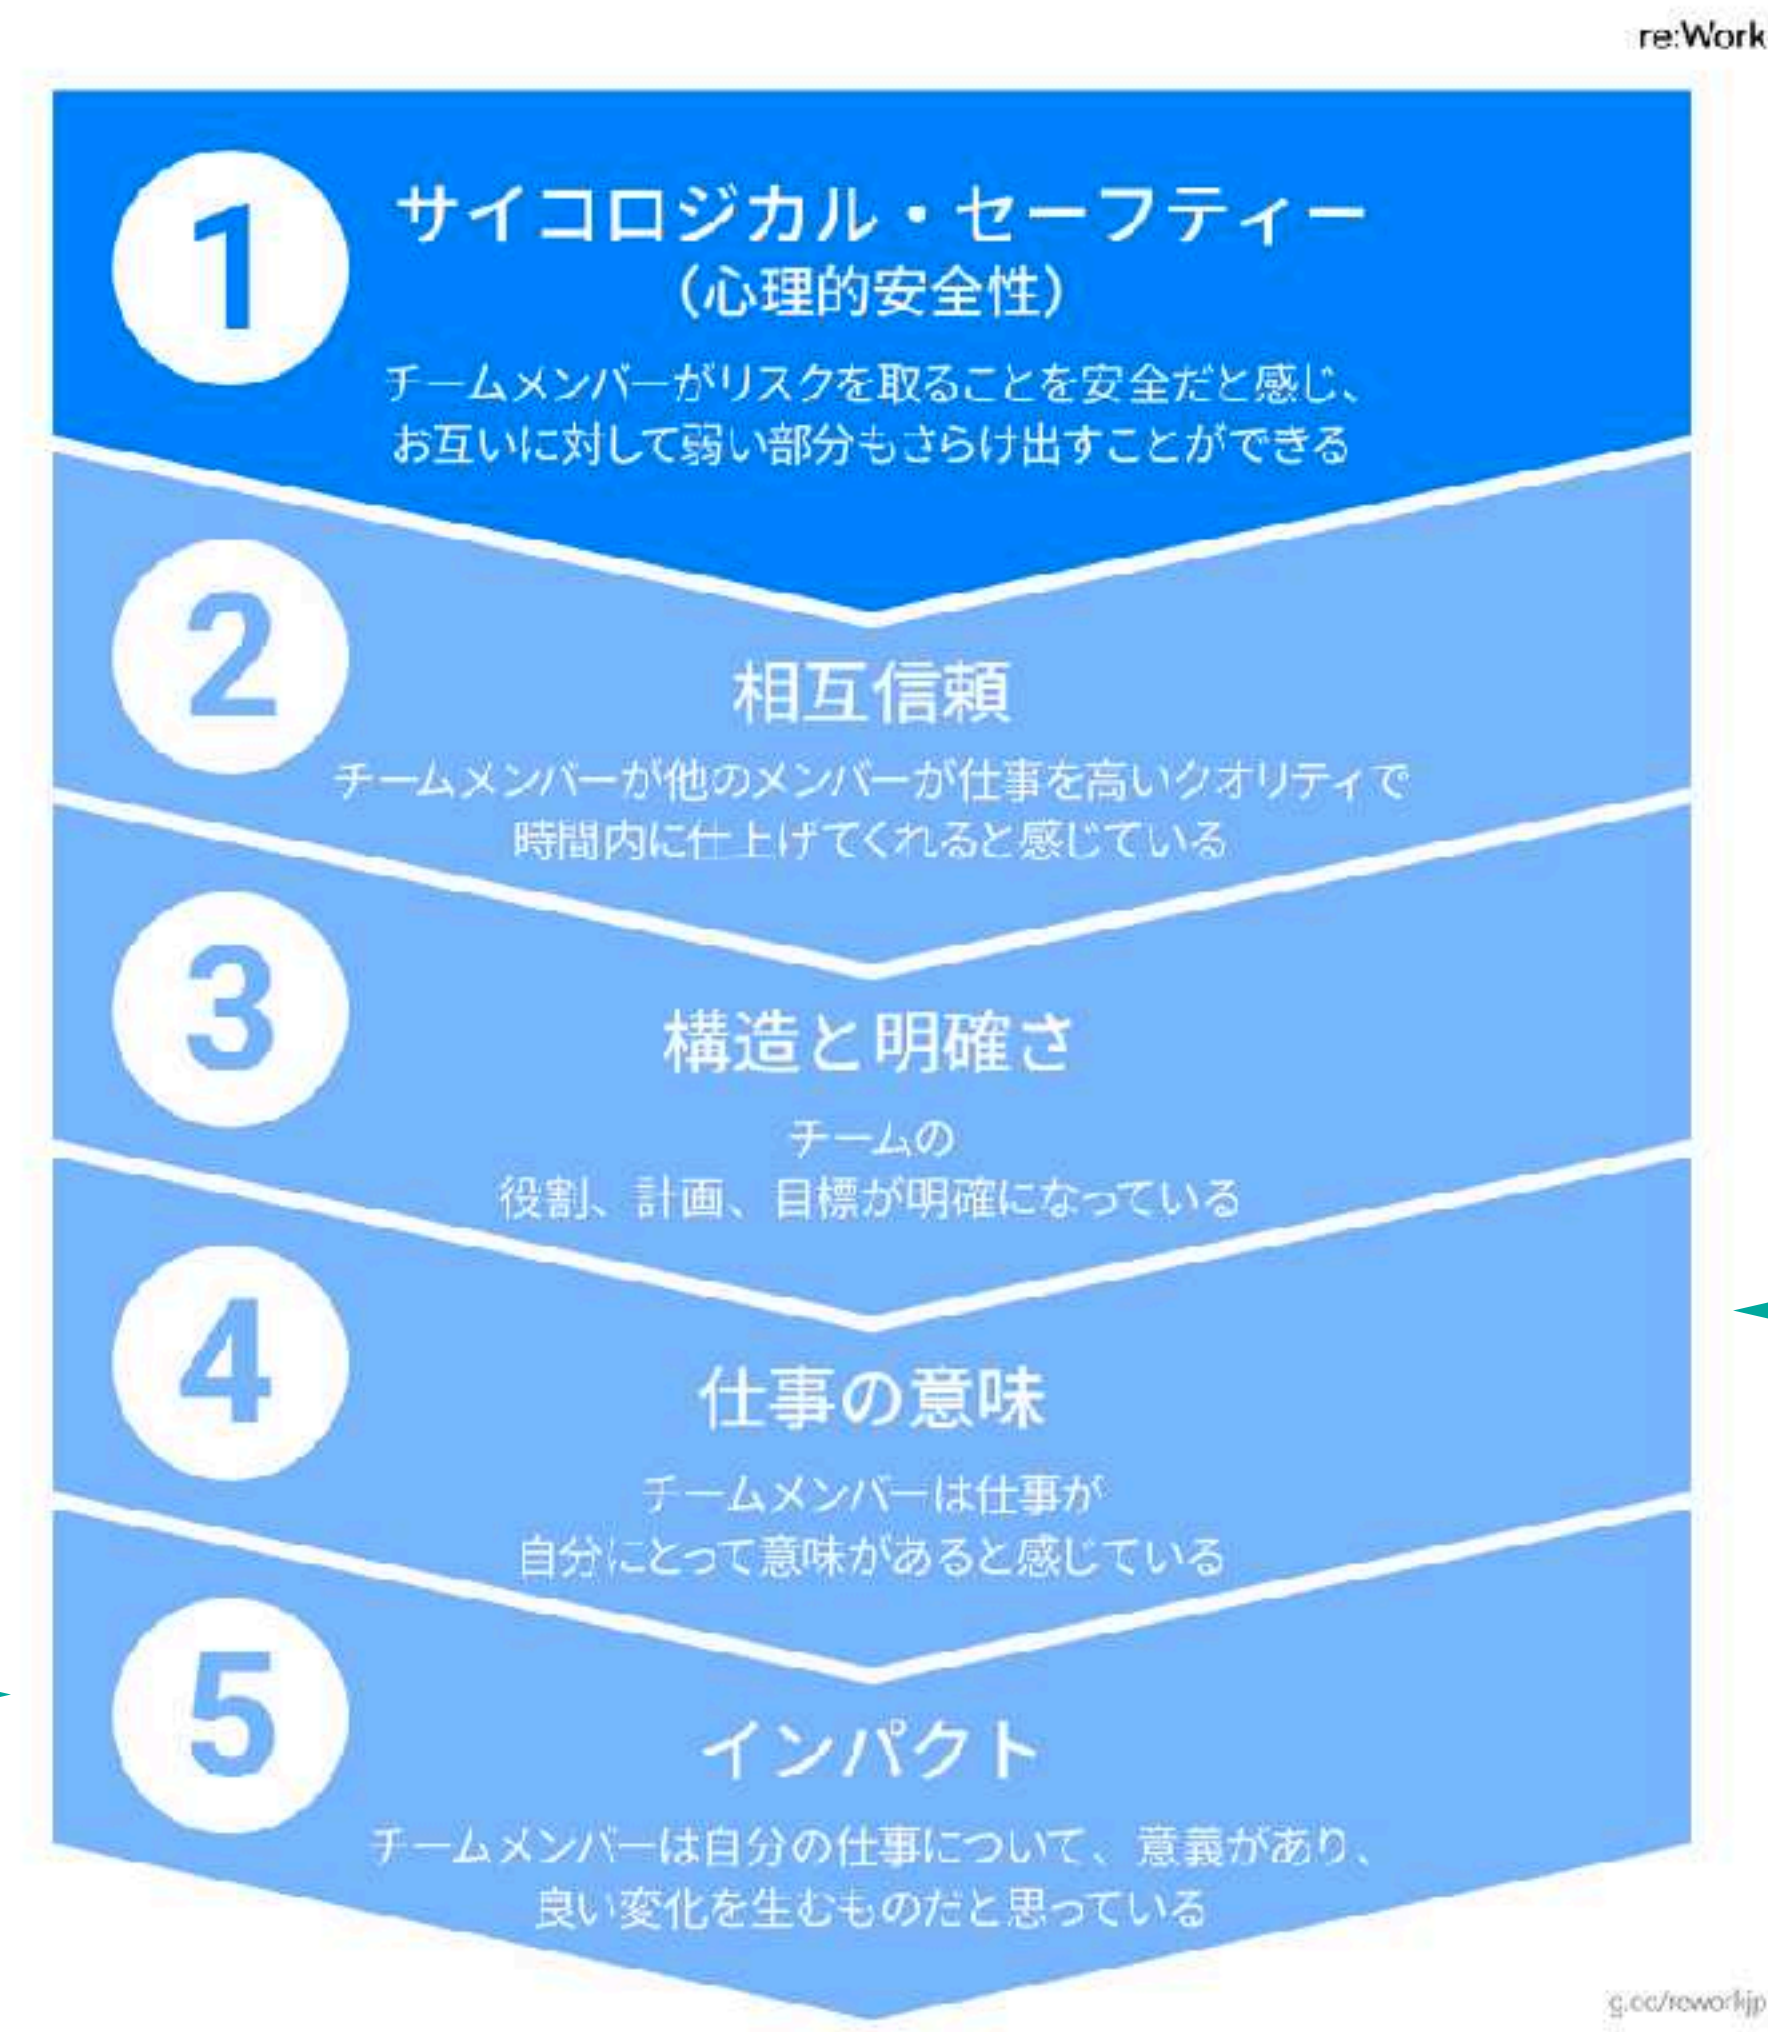 re:Work
1
サイコロジカル・セーフティー
（心理的安全性）
チームメンバーがリスクを取ることを安全だと感じ、
お互いに対して弱い部分もさらけ出すことができる
2
相互信頼
チームメンバーが他のメンバーが仕事を高いクオリティで
時間内に仕上げてくれると感じている
3
構造と明確さ
チームの
役割、計画、目標が明確になっている
4
仕事の意味
チームメンバーは仕事が
自分にとって意味があると感じている
5
インパクト
チームメンバーは自分の仕事について、意義があり、
良い変化を生むものだと思っている
g.co/reworkjp